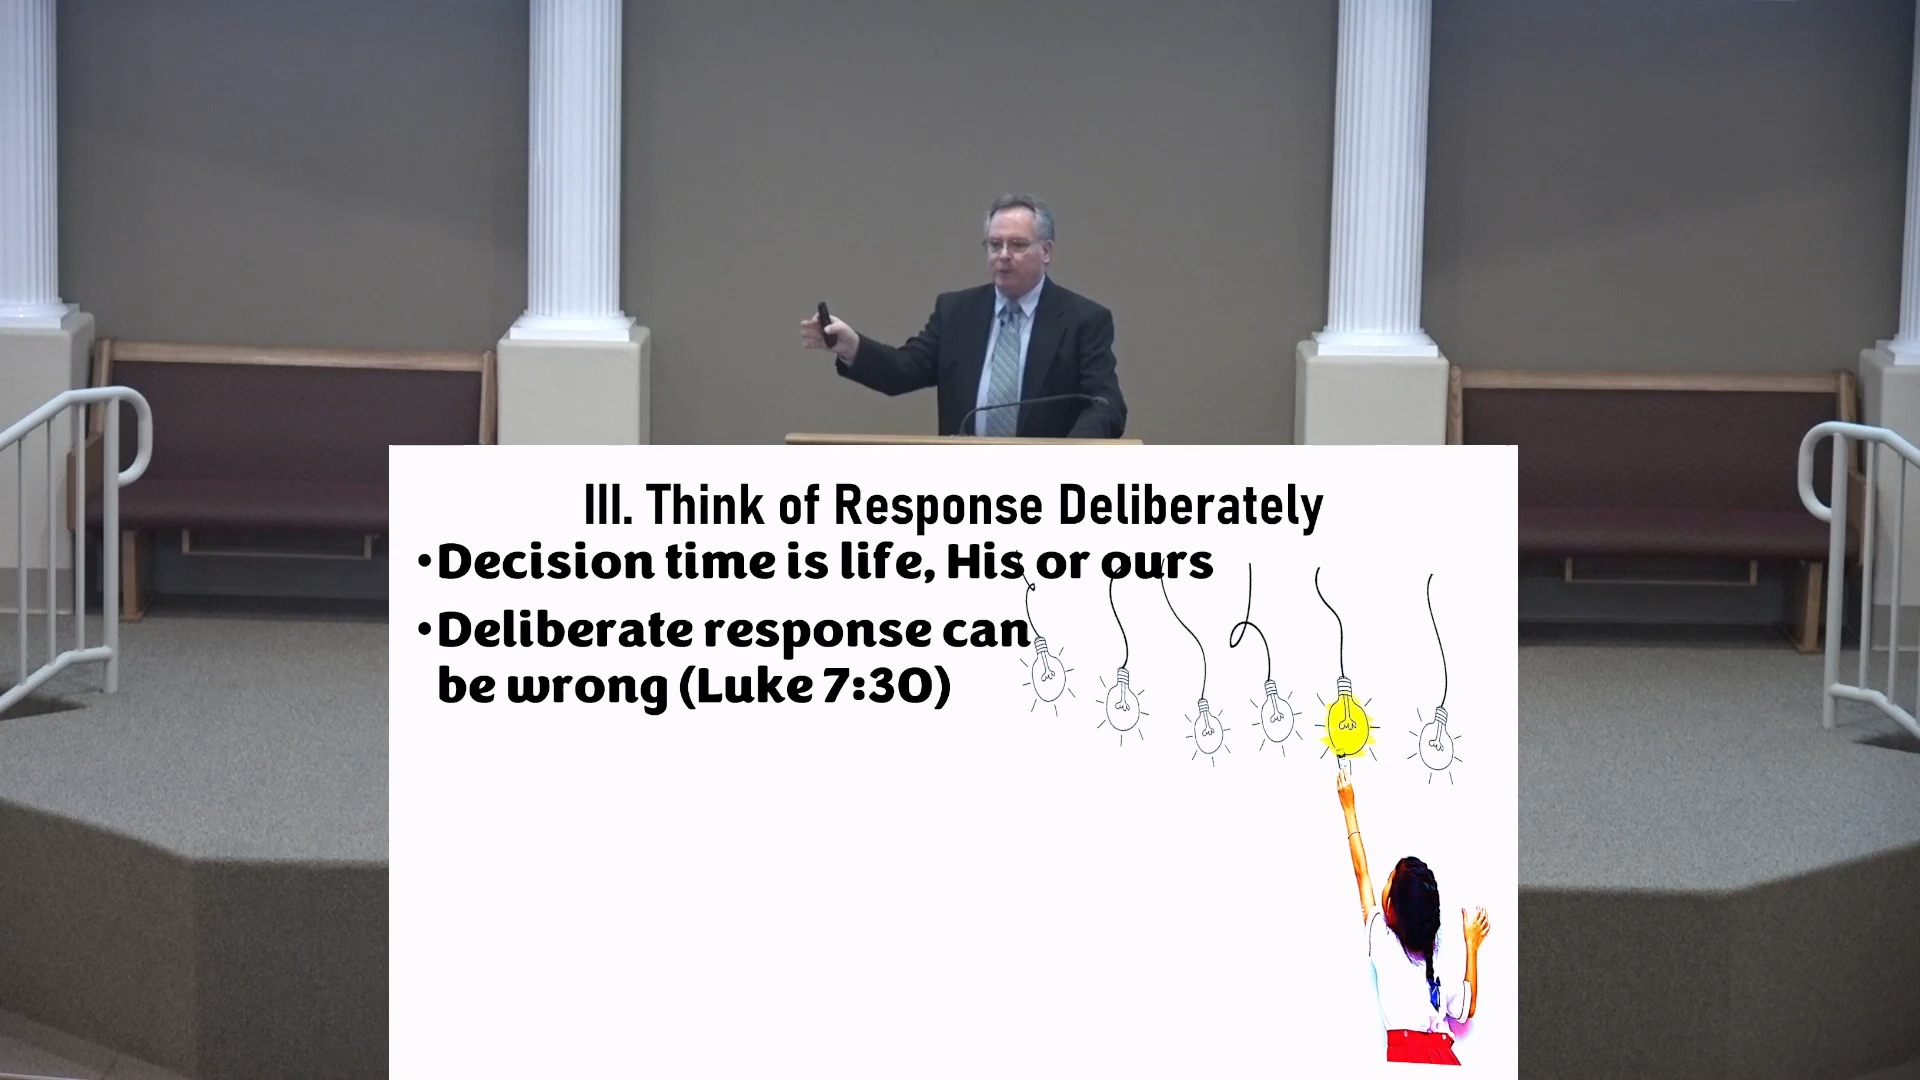 III. Think of Response Deliberately
•Decision time is life, His or ours
•Deliberate response can
be wrong (Luke 7:30)